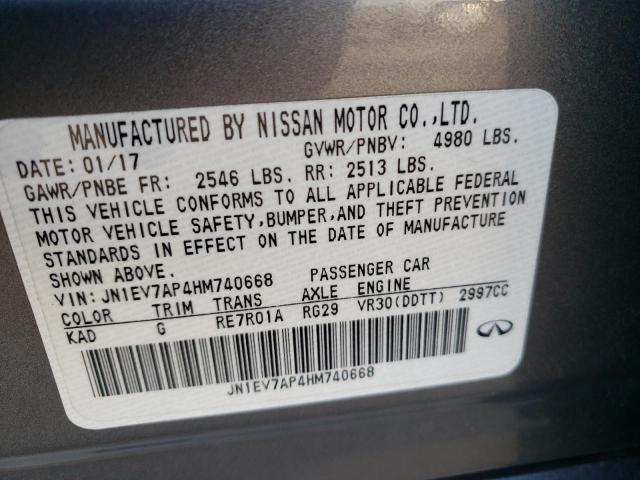 MANUFACTURED BY NISSAN MOTOR CO.,LTD.
DATE: 01/17 GVWR/PNBV: 4980 LBS.
GAWR/PNBE FR: 2546 LBS. RR: 2513 LBS.
THIS VEHICLE CONFORMS TO ALL APPLICABLE FEDERAL
MOTOR VEHICLE SAFETY,BUMPER,AND THEFT PREVENTION
STANDARDS IN EFFECT ON THE DATE OF MANUFACTURE
SHOWN ABOVE.
VIN: JN1EV7AP4HM740668 PASSENGER CAR
COLOR TRIM TRANS AXLE ENGINE
KAD G RE7R01A RG29 VR30(DDTT) 2997CC
JN1EV7AP4HM740668